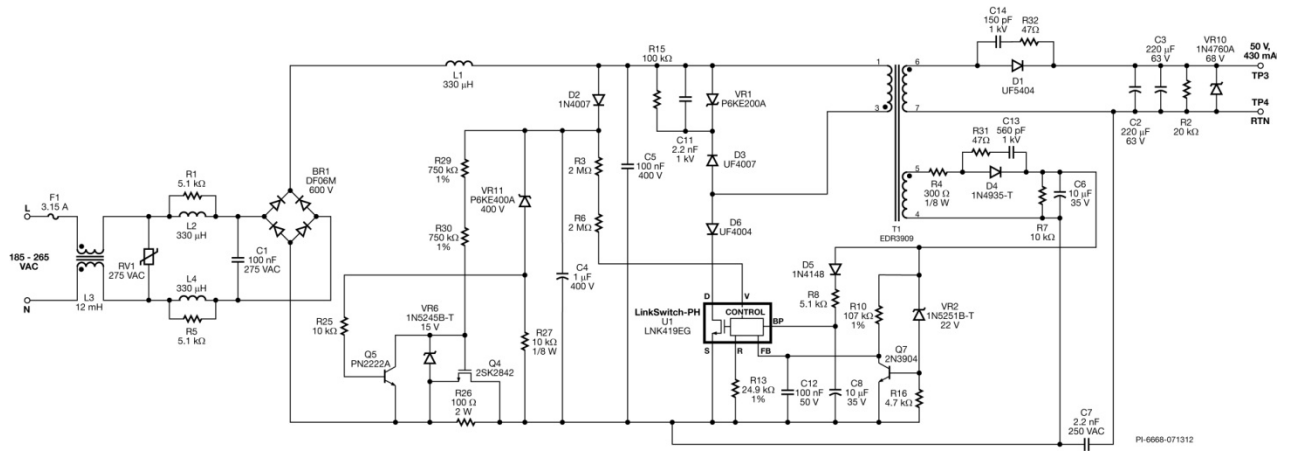 C14
150 pF
1 kV
R32
47Ω
C3
220 μF
63 V
VR10
1N4760A
68 V
50 V,
430 mA
TP3
R15
100 kΩ
1
6
D1
UF5404
L1
330 μH
D2
1N4007
VR1
P6KE200A
3
7
TP4
RTN
C13
560 pF
1 kV
R31
47Ω
C2
220 μF
63 V
R2
20 kΩ
C11
2.2 nF
1 kV
R29
750 kΩ
1%
R3
2 MΩ
C5
100 nF
400 V
D3
UF4007
5
R4
300 Ω
1/8 W
D4
1N4935-T
C6
10 μF
35 V
BR1
DF06M
600 V
VR11
P6KE400A
400 V
R1
5.1 kΩ
F1
3.15 A
L
L2
330 μH
R30
750 kΩ
1%
R6
2 MΩ
D6
UF4004
4
T1
EDR3909
R7
10 kΩ
185 - 265
VAC
RV1
275 VAC
C1
100 nF
275 VAC
L4
330 μH
C4
1 μF
400 V
D5
1N4148
N
L3
12 mH
R5
5.1 kΩ
R25
10 kΩ
VR6
1N5245B-T
15 V
R27
10 kΩ
1/8 W
LinkSwitch-PH
U1
LNK419EG
D
V
CONTROL
BP
S
R
FB
R8
5.1 kΩ
R10
107 kΩ
1%
VR2
1N5251B-T
22 V
Q5
PN2222A
Q4
2SK2842
Q7
2N3904
R26
100 Ω
2 W
R13
24.9 kΩ
1%
C12
100 nF
50 V
C8
10 μF
35 V
R16
4.7 kΩ
C7
2.2 nF
250 VAC
PI-6668-071312